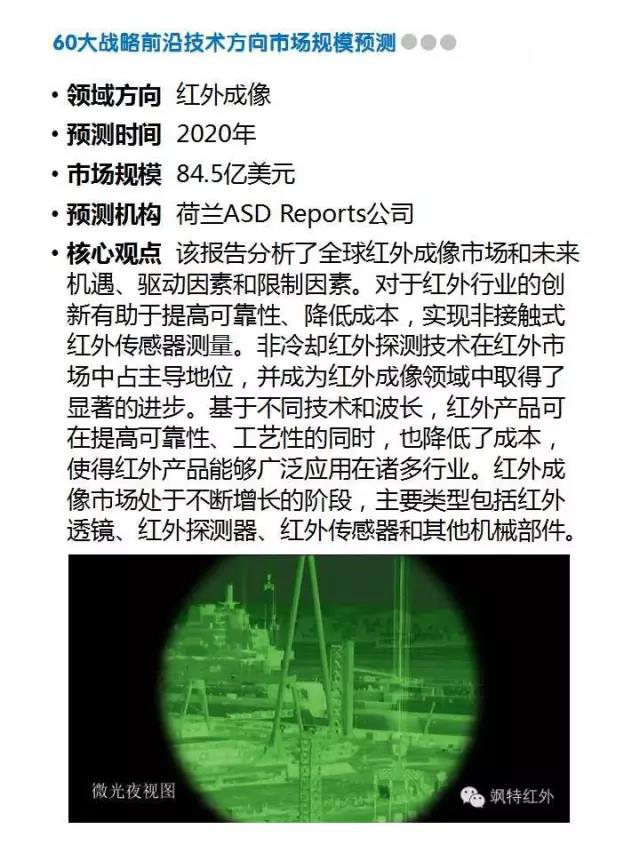 60大战略前沿技术方向市场规模预测
• 领域方向 红外成像
• 预测时间 2020年
• 市场规模 84.5亿美元
• 预测机构 荷兰ASD Reports公司
• 核心观点 该报告分析了全球红外成像市场和未来
机遇、驱动因素和限制因素。对于红外行业的创
新有助于提高可靠性、降低成本，实现非接触式
红外传感器测量。非冷却红外探测技术在红外市
场中占主导地位，并成为红外成像领域中取得了
显著的进步。基于不同技术和波长，红外产品可
在提高可靠性、工艺性的同时，也降低了成本，
使得红外产品能够广泛应用在诸多行业。红外成
像市场处于不断增长的阶段，主要类型包括红外
透镜、红外探测器、红外传感器和其他机械部件。
微光夜视图
飒特红外